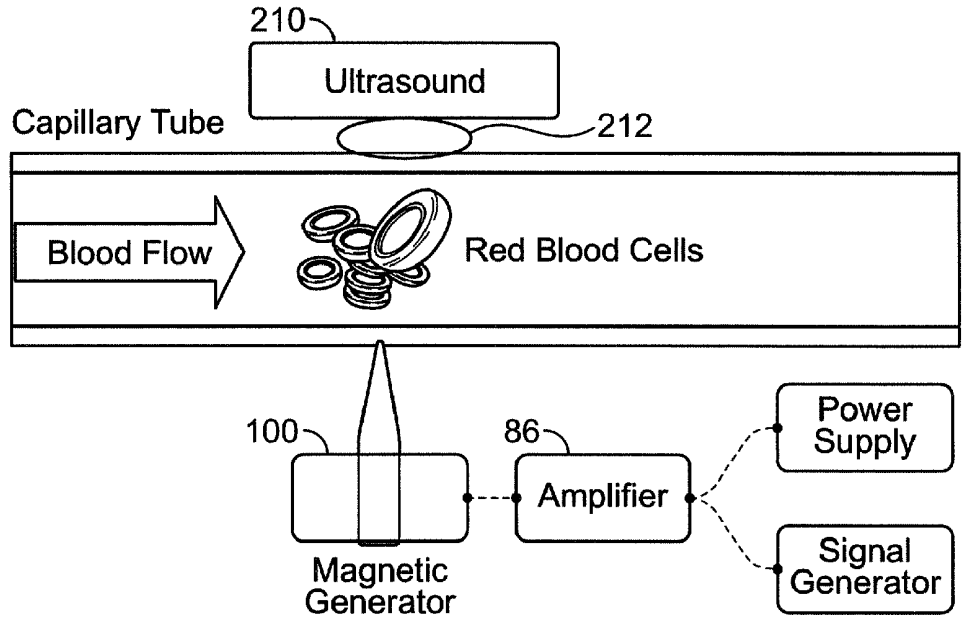 210
Ultrasound
Capillary Tube
212
Blood Flow
Red Blood Cells
100
86
Power
Supply
Amplifier
Magnetic
Generator
Signal
Generator